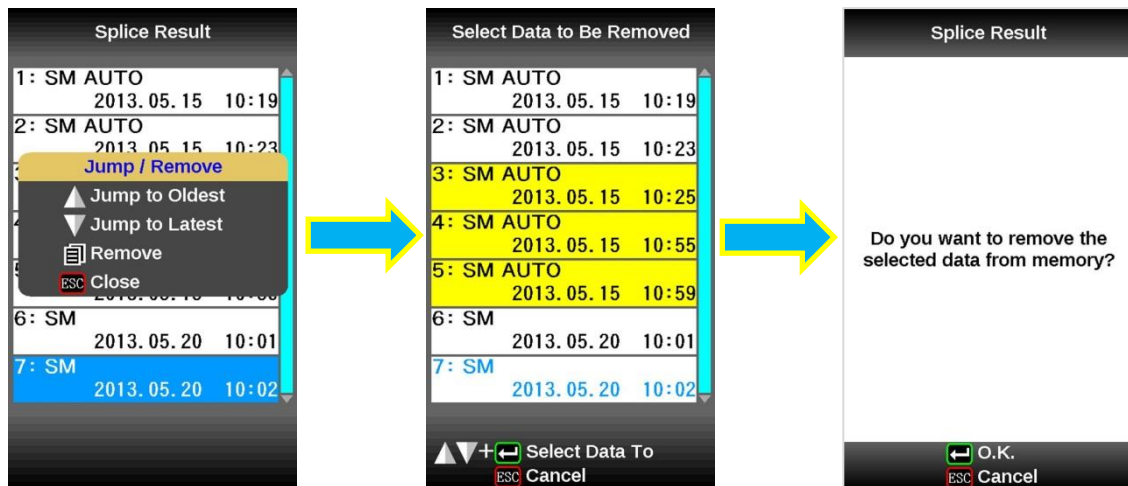 Splice Result
1: SM AUTO
2013.05.15 10:19
2: SM AUTO
2013.05.15 10:23
Jump / Remove
Jump to Oldest
Jump to Latest
Remove
ESC Close
6: SM
2013.05.20 10:01
7: SM
2013.05.20 10:02
Select Data to Be Removed
1: SM AUTO
2013.05.15 10:19
2: SM AUTO
2013.05.15 10:23
3: SM AUTO
2013.05.15 10:25
4: SM AUTO
2013.05.15 10:55
5: SM AUTO
2013.05.15 10:59
6: SM
2013.05.20 10:01
7: SM
2013.05.20 10:02
+ Select Data To
ESC Cancel
Splice Result
Do you want to remove the
selected data from memory?
O.K.
ESC Cancel